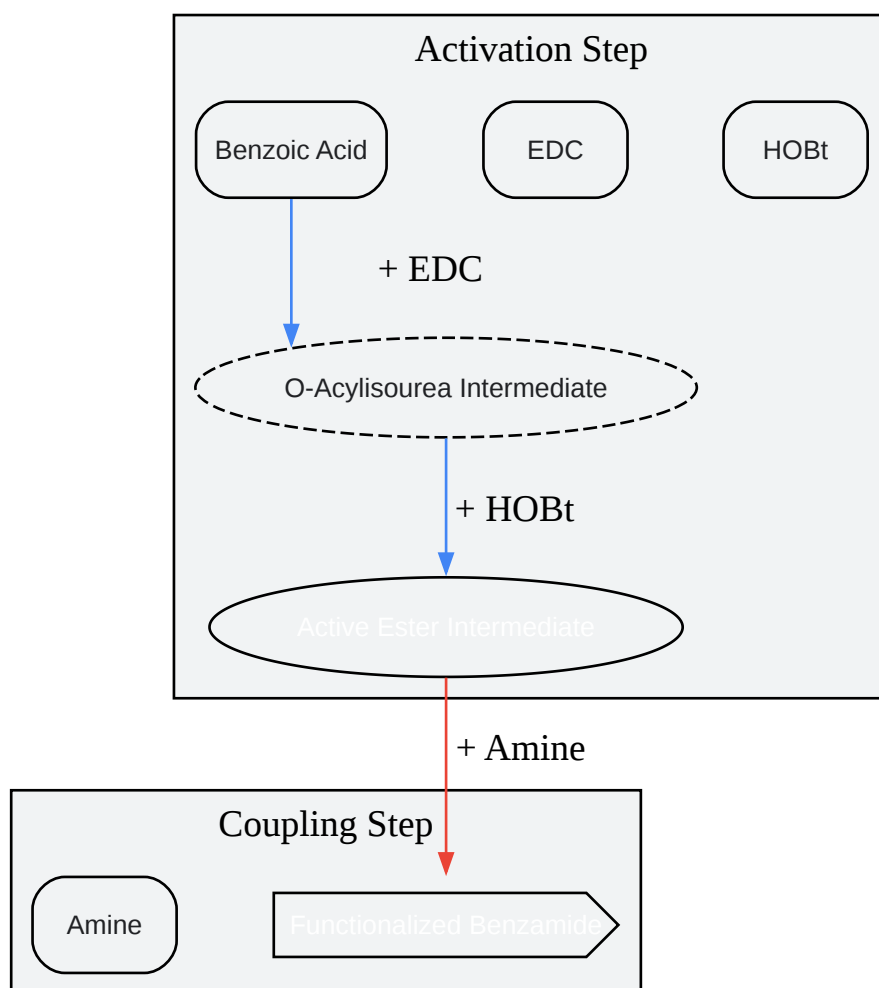 Activation Step
Benzoic Acid
EDC
HOBt
+ EDC
O-Acylisourea Intermediate
+ HOBt
Active Ester Intermediate
+ Amine
Coupling Step
Amine
Functionalized Benzamide